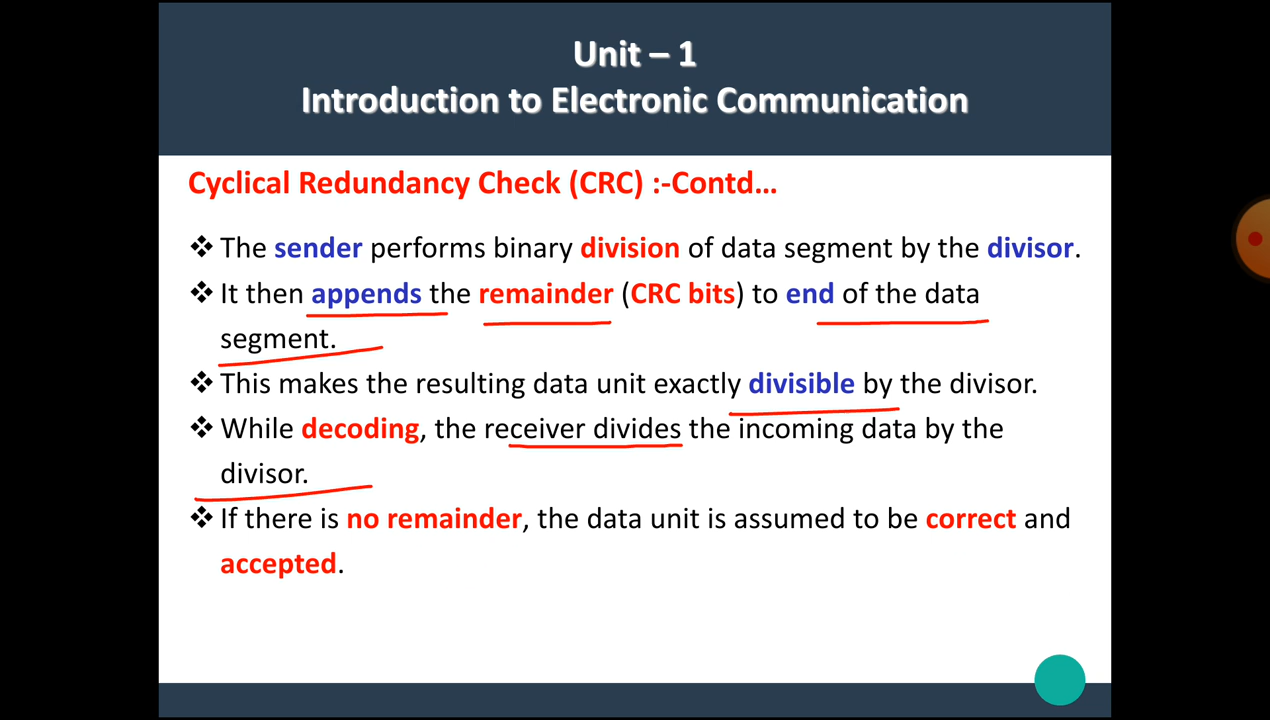 Unit – 1
Introduction to Electronic Communication
Cyclical Redundancy Check (CRC) :-Contd...
❖ The sender performs binary division of data segment by the divisor.
❖ It then appends the remainder (CRC bits) to end of the data
segment.
❖ This makes the resulting data unit exactly divisible by the divisor.
❖ While decoding, the receiver divides the incoming data by the
divisor.
❖ If there is no remainder, the data unit is assumed to be correct and
accepted.